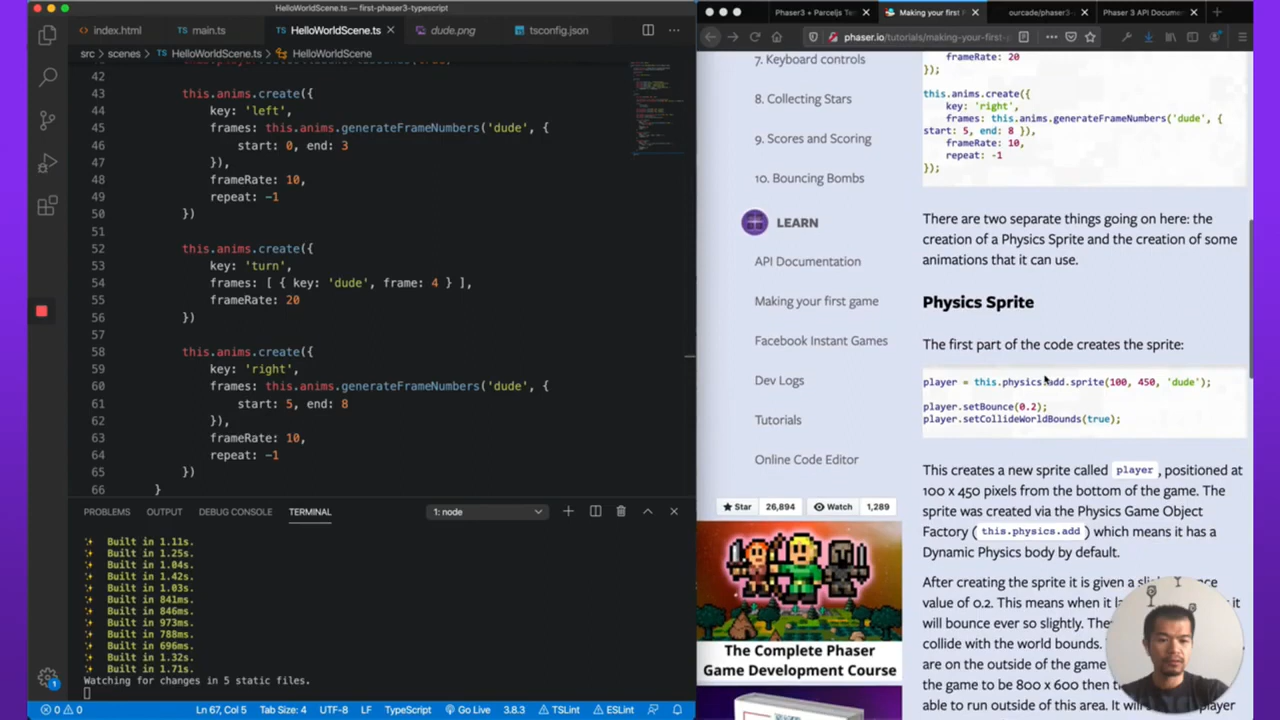 HelloWorldScene.ts — first-phaser3-typescript
index.html
main.ts
HelloWorldScene.ts
dude.png
tsconfig.json
src > scenes > HelloWorldScene.ts > HelloWorldScene
42
43 this.anims.create({
44 key: 'left',
45 frames: this.anims.generateFrameNumbers('dude', {
46 start: 0, end: 3
47 }),
48 frameRate: 10,
49 repeat: -1
50 })
51
52 this.anims.create({
53 key: 'turn',
54 frames: [ { key: 'dude', frame: 4 } ],
55 frameRate: 20
56 })
57
58 this.anims.create({
59 key: 'right',
60 frames: this.anims.generateFrameNumbers('dude', {
61 start: 5, end: 8
62 }),
63 frameRate: 10,
64 repeat: -1
65 })
66 }
PROBLEMS OUTPUT DEBUG CONSOLE TERMINAL 1: node
Built in 1.11s.
Built in 1.25s.
Built in 1.04s.
Built in 1.42s.
Built in 1.03s.
Built in 841ms.
Built in 846ms.
Built in 973ms.
Built in 788ms.
Built in 696ms.
Built in 1.32s.
Built in 1.71s.
Watching for changes in 5 static files.
1
0 0 Ln 67, Col 5 Tab Size: 4 UTF-8 LF TypeScript Go Live 3.8.3 TSLint ESLint
Phaser3 + Parceljs Te
Making your first
ourcade/phaser3-
Phaser 3 API Documen
phaser.io/tutorials/making-your-first-
7. Keyboard controls
8. Collecting Stars
9. Scores and Scoring
10. Bouncing Bombs
LEARN
API Documentation
Making your first game
Facebook Instant Games
Dev Logs
Tutorials
Online Code Editor
Star 26,894 Watch 1,289
The Complete Phaser
Game Development Course
frameRate: 20
});
this.anims.create({
key: 'right',
frames: this.anims.generateFrameNumbers('dude', {
start: 5, end: 8 }),
frameRate: 10,
repeat: -1
});
There are two separate things going on here: the
creation of a Physics Sprite and the creation of some
animations that it can use.
Physics Sprite
The first part of the code creates the sprite:
player = this.physics.add.sprite(100, 450, 'dude');
player.setBounce(0.2);
player.setCollideWorldBounds(true);
This creates a new sprite called player, positioned at
100 x 450 pixels from the bottom of the game. The
sprite was created via the Physics Game Object
Factory (this.physics.add) which means it has a
Dynamic Physics body by default.
After creating the sprite it is given a
value of 0.2. This means when it it
will bounce ever so slightly.
collide with the world bounds.
are on the outside of the game
the game to be 800 x 600 then
able to run outside of this area. It player